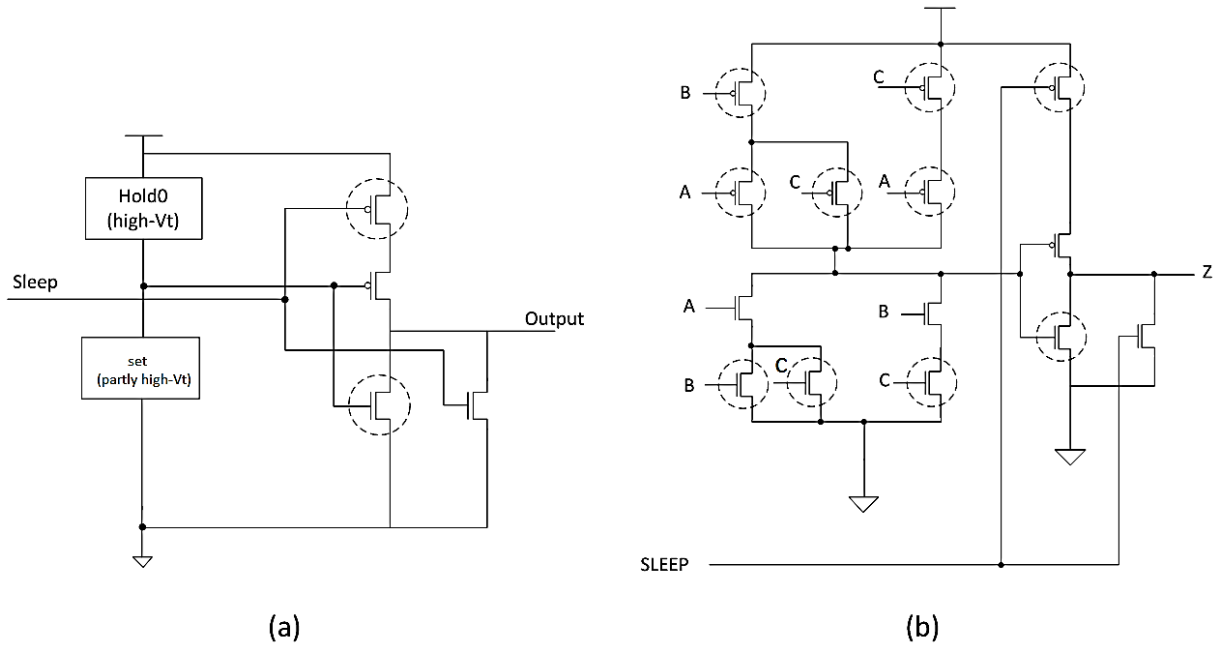 Hold0
(high-Vt)
Sleep
set
(partly high-Vt)
Output
(a)
B
C
A
C
A
A
B
B
C
C
Z
SLEEP
(b)